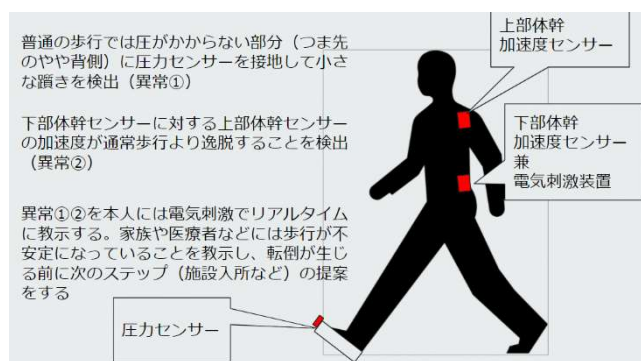 普通の歩行では圧がかからない部分（つま先
のやや背側）に圧力センサーを接地して小さ
な躓きを検出（異常①）
下部体幹センサーに対する上部体幹センサー
の加速度が通常歩行より逸脱することを検出
（異常②）
異常①②を本人には電気刺激でリアルタイム
に教示する。家族や医療者などには歩行が不
安定になっていることを教示し、転倒が生じ
る前に次のステップ（施設入所など）の提案
をする
上部体幹
加速度センサー
下部体幹
加速度センサー
兼
電気刺激装置
圧力センサー